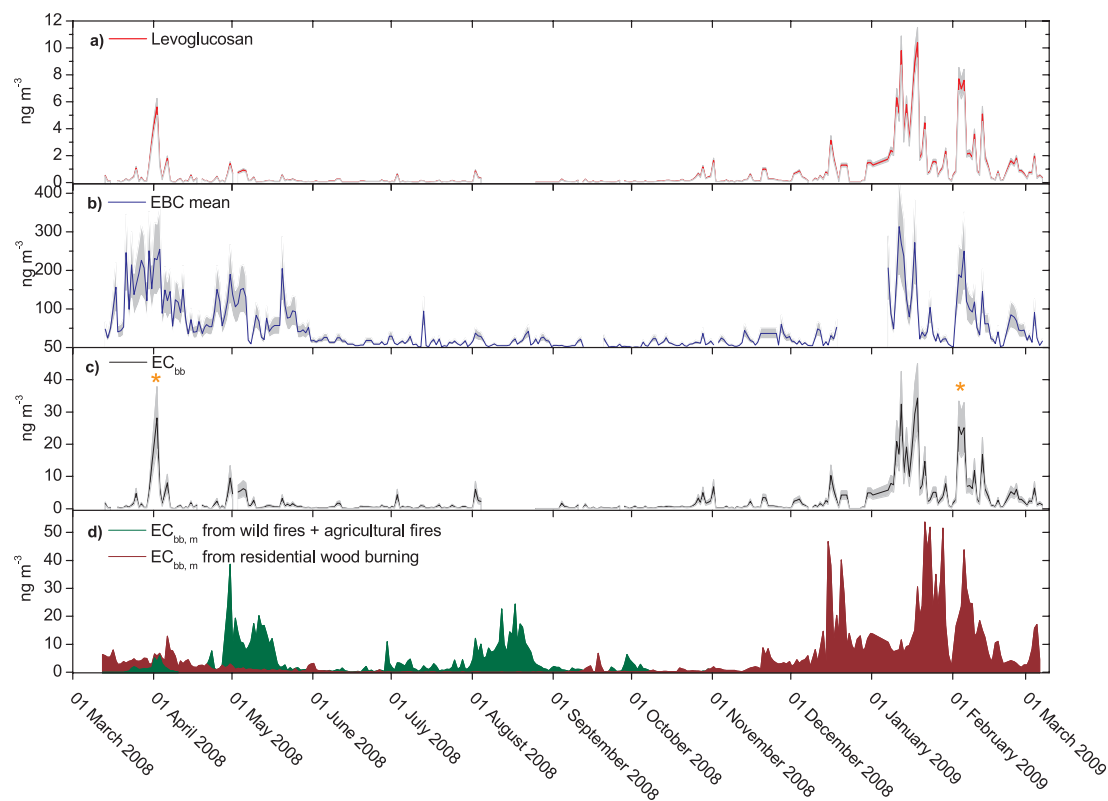 12
10
8
6
4
2
0
ng m-3
a) Levoglucosan
400
300
200
150
100
50
ng m-3
b) EBC mean
40
30
20
10
0
ng m-3
c) ECbb
*
*
50
40
30
20
10
0
ng m-3
d) ECbb, m from wild fires + agricultural fires
ECbb, m from residential wood burning
01 March 2008
01 April 2008
01 May 2008
01 June 2008
01 July 2008
01 August 2008
01 September 2008
01 October 2008
01 November 2008
01 December 2008
01 January 2009
01 February 2009
01 March 2009